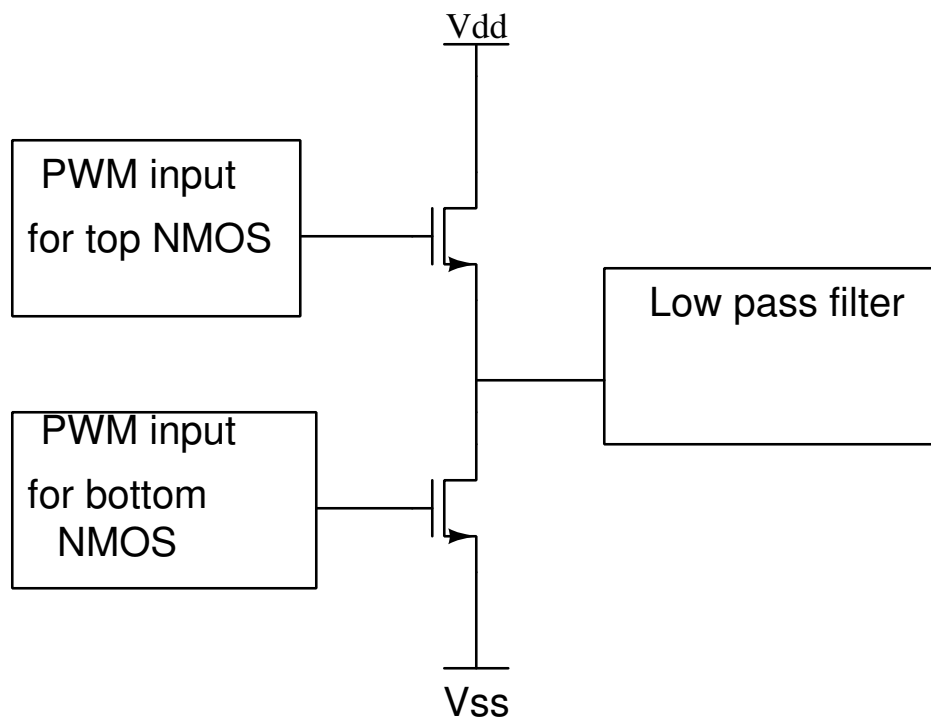 Vdd
PWM input
for top NMOS
Low pass filter
PWM input
for bottom
NMOS
Vss